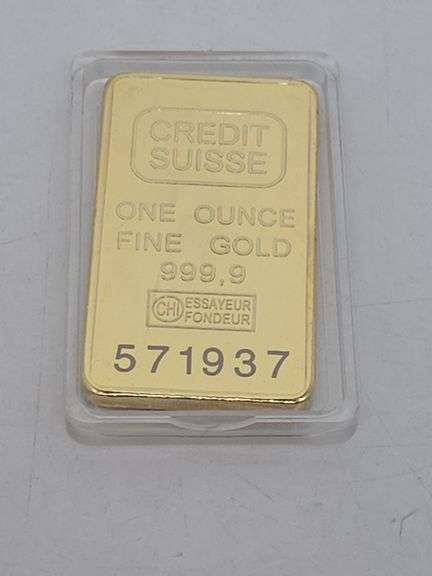 CREDIT
SUISSE
ONE OUNCE
FINE GOLD
999,9
CHI ESSAYEUR
FONDEUR
571937